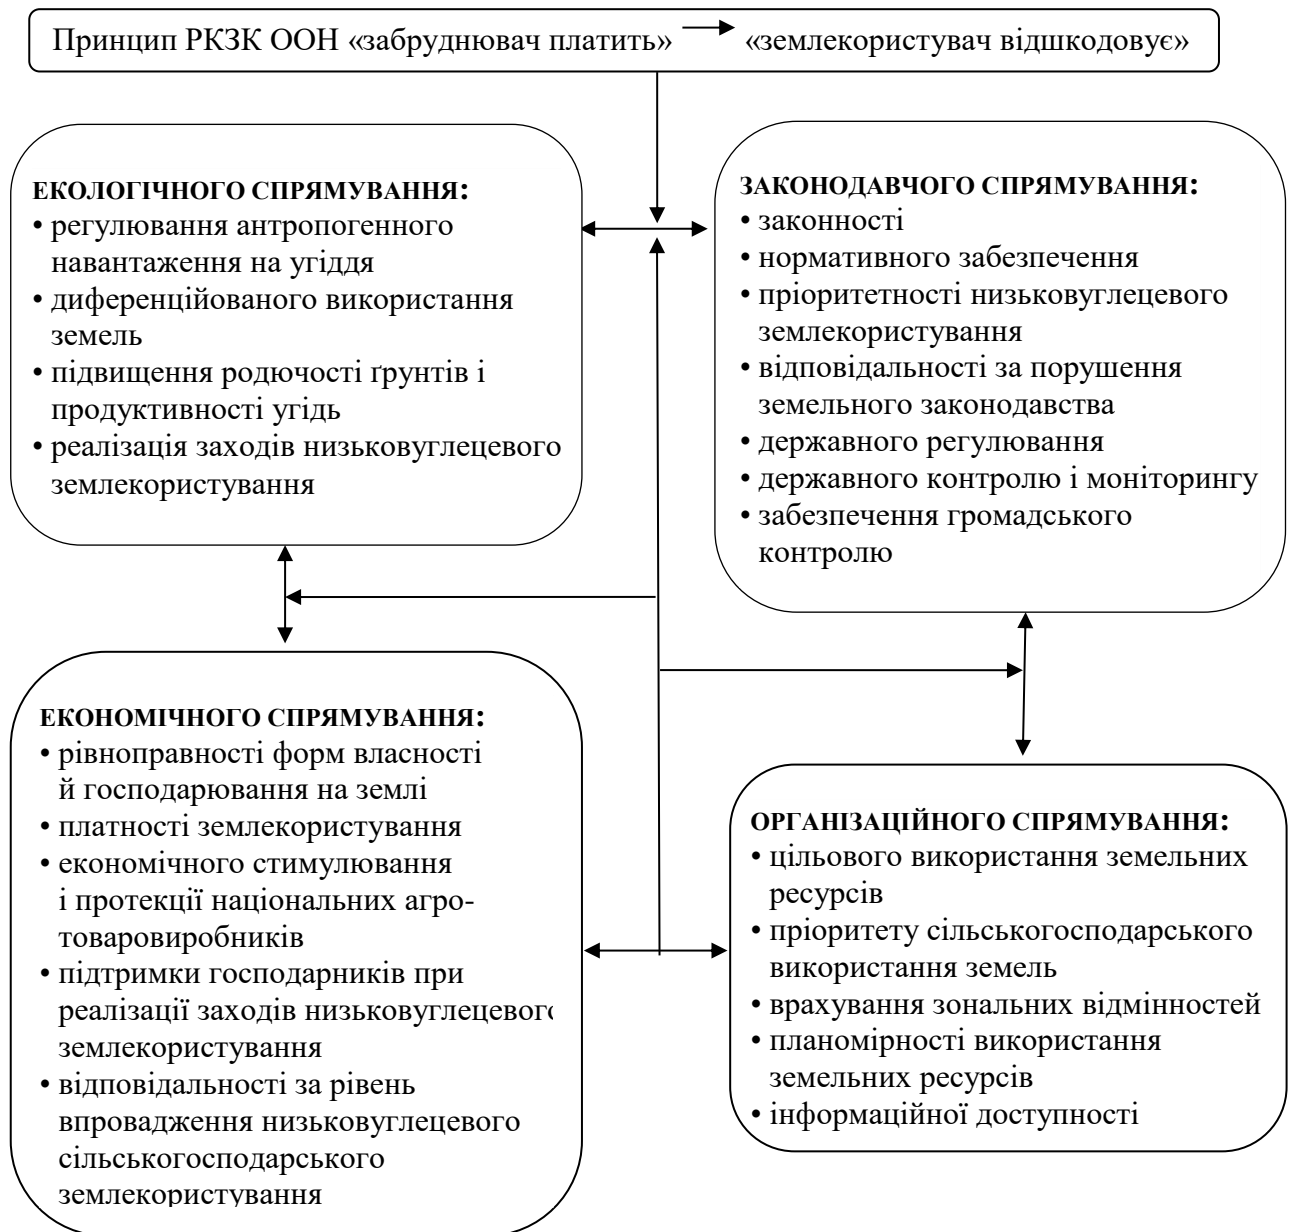 Принцип РКЗК ООН «забруднювач платить» → «землекористувач відшкодовує»
ЕКОЛОГІЧНОГО СПРЯМУВАННЯ:
• регулювання антропогенного
навантаження на угіддя
• диференційованого використання
земель
• підвищення родючості ґрунтів і
продуктивності угідь
• реалізація заходів низьковуглецевого
землекористування
ЗАКОНОДАВЧОГО СПРЯМУВАННЯ:
• законності
• нормативного забезпечення
• пріоритетності низьковуглецевого
землекористування
• відповідальності за порушення
земельного законодавства
• державного регулювання
• державного контролю і моніторингу
• забезпечення громадського
контролю
ЕКОНОМІЧНОГО СПРЯМУВАННЯ:
• рівноправності форм власності
й господарювання на землі
• платності землекористування
• економічного стимулювання
і протекції національних агро-
товаровиробників
• підтримки господарників при
реалізації заходів низьковуглецевого
землекористування
• відповідальності за рівень
впровадження низьковуглецевого
сільськогосподарського
землекористування
ОРГАНІЗАЦІЙНОГО СПРЯМУВАННЯ:
• цільового використання земельних
ресурсів
• пріоритету сільськогосподарського
використання земель
• врахування зональних відмінностей
• планомірності використання
земельних ресурсів
• інформаційної доступності